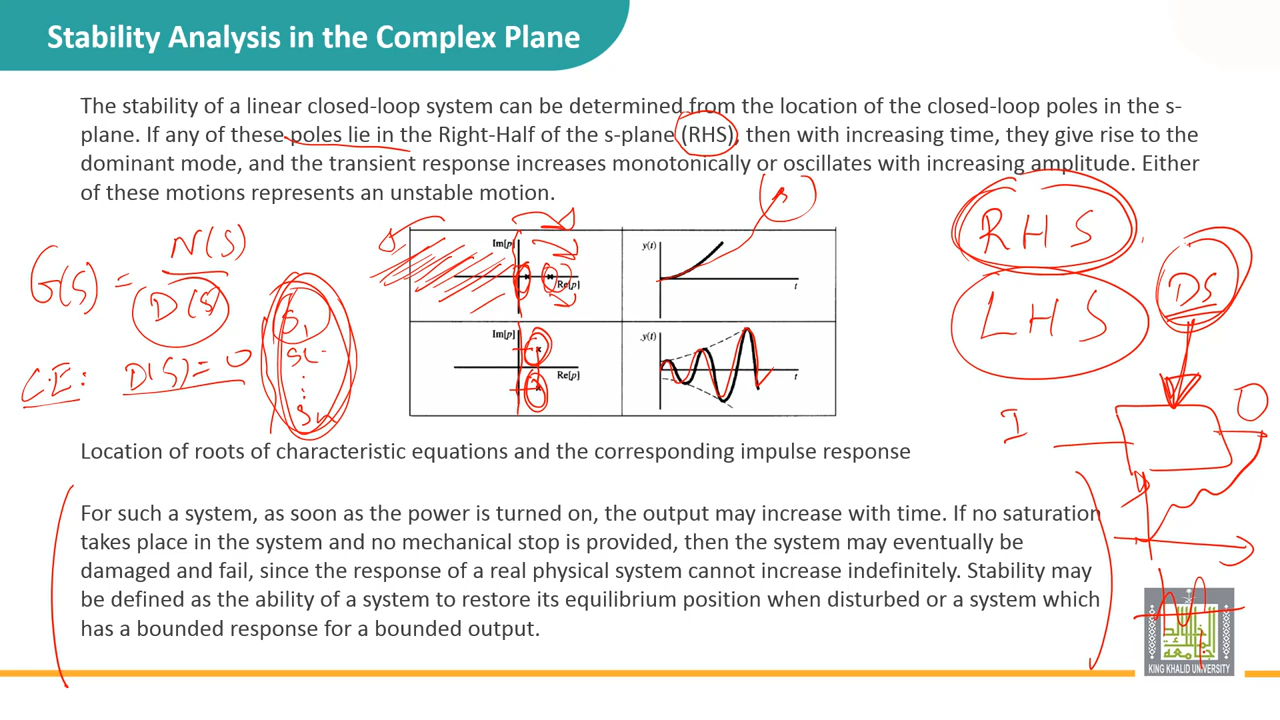 Stability Analysis in the Complex Plane
The stability of a linear closed-loop system can be determined from the location of the closed-loop poles in the s-
plane. If any of these poles lie in the Right-Half of the s-plane (RHS), then with increasing time, they give rise to the
dominant mode, and the transient response increases monotonically or oscillates with increasing amplitude. Either
of these motions represents an unstable motion.
G(S) = N(S)
D(S)
C.E: D(S) = 0
S1
Im[p]
Re[p]
y(t)
t
Im[p]
Re[p]
y(t)
t
RHS
LHS
DS
I
O
Location of roots of characteristic equations and the corresponding impulse response
For such a system, as soon as the power is turned on, the output may increase with time. If no saturation
takes place in the system and no mechanical stop is provided, then the system may eventually be
damaged and fail, since the response of a real physical system cannot increase indefinitely. Stability may
be defined as the ability of a system to restore its equilibrium position when disturbed or a system which
has a bounded response for a bounded output.
KING KHALID UNIVERSITY